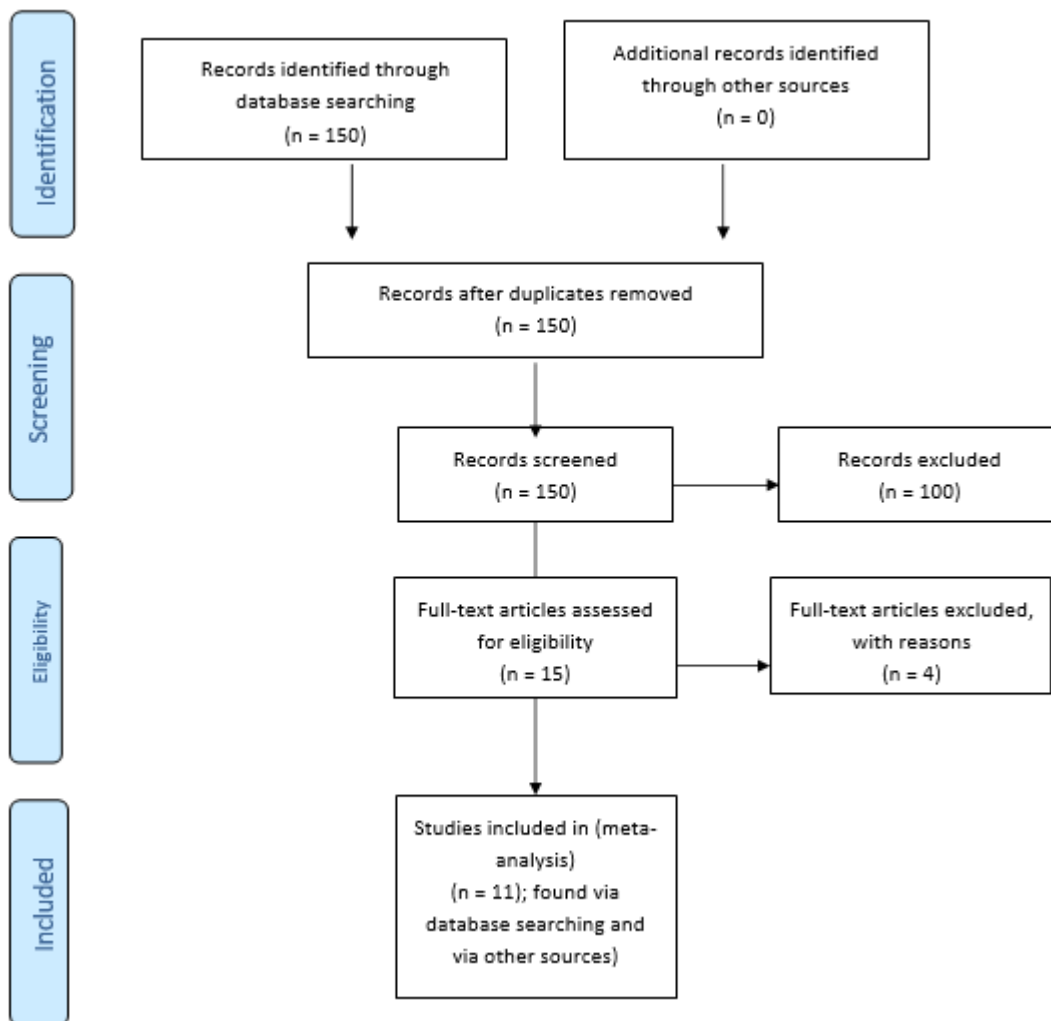 Identification
Records identified through
database searching
(n = 150)
Additional records identified
through other sources
(n = 0)
Screening
Records after duplicates removed
(n = 150)
Records screened
(n = 150)
Records excluded
(n = 100)
Eligibility
Full-text articles assessed
for eligibility
(n = 15)
Full-text articles excluded,
with reasons
(n = 4)
Included
Studies included in (meta-
analysis)
(n = 11); found via
database searching and
via other sources)